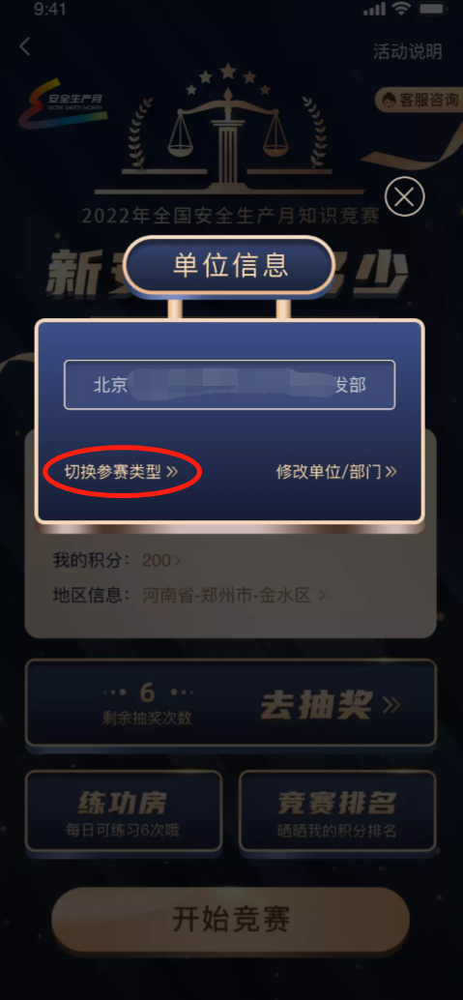 9:41
活动说明
安全生产月
WORK SAFETY MONTH
客服咨询
2022年全国安全生产月知识竞赛
新安 多少
单位信息
北京 发部
切换参赛类型 »
修改单位/部门 »
我的积分: 200 >
地区信息: 河南省-郑州市-金水区 >
6
剩余抽奖次数
去抽奖 »
练功房
每日可练习6次哦
竞赛排名
晒晒我的积分排名
开始竞赛